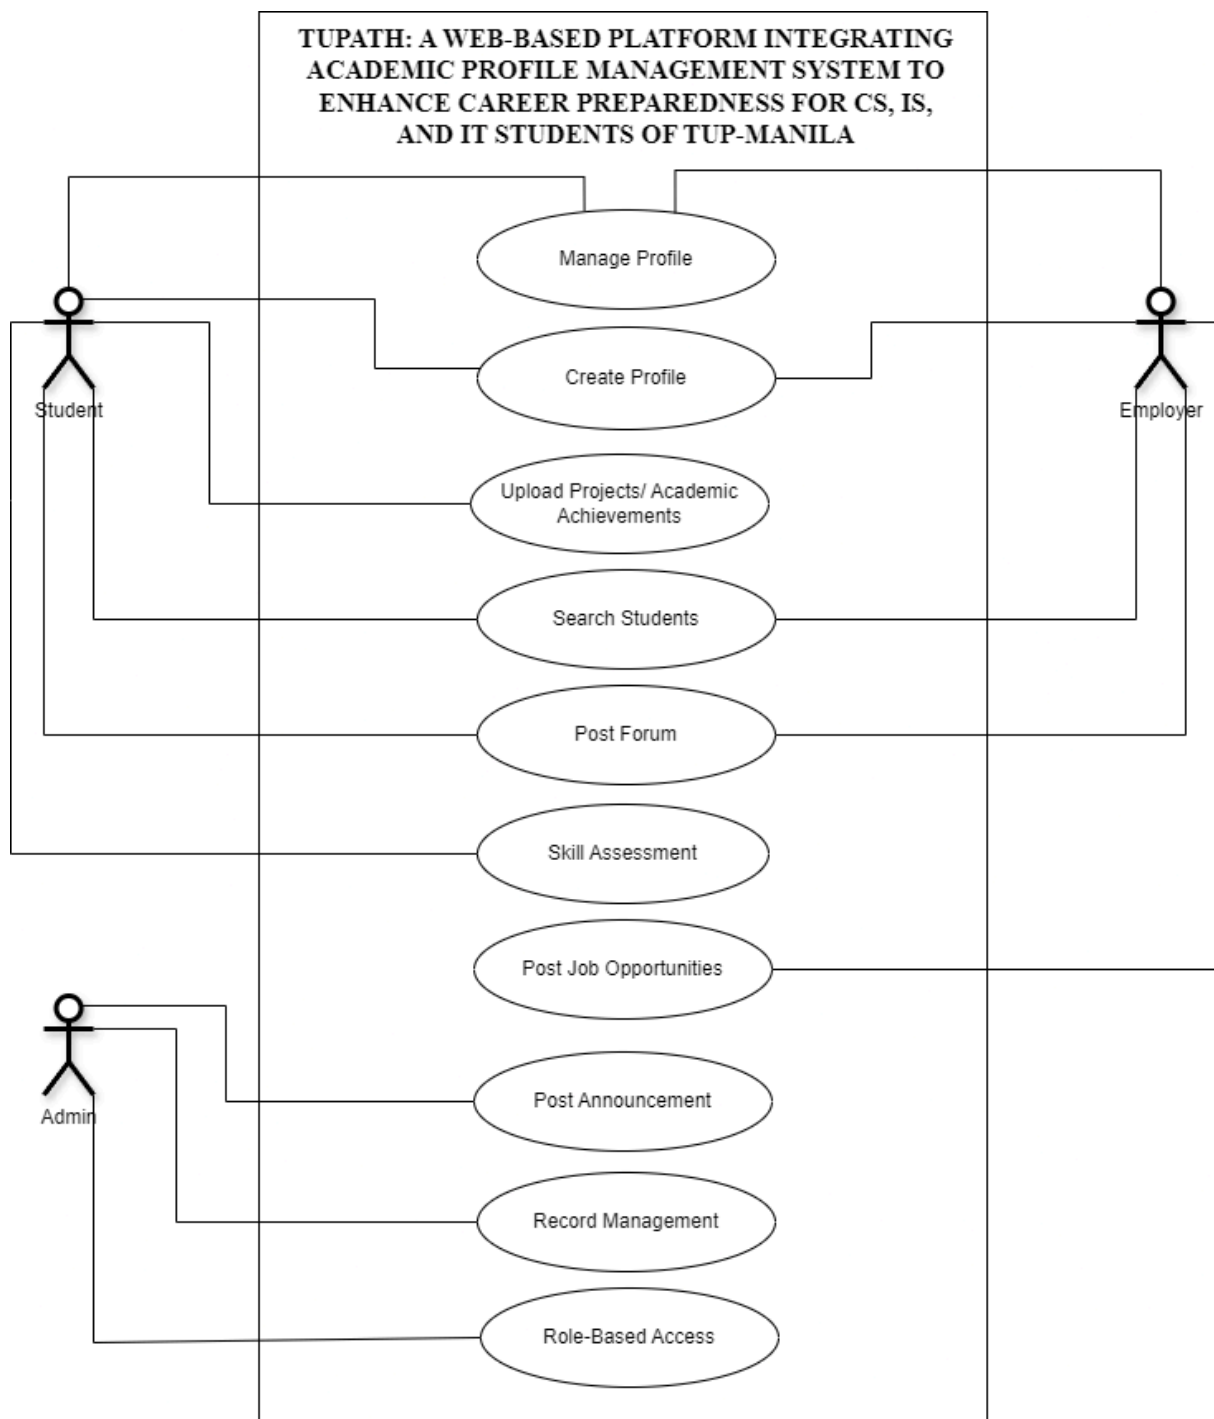 TUPATH: A WEB-BASED PLATFORM INTEGRATING
ACADEMIC PROFILE MANAGEMENT SYSTEM TO
ENHANCE CAREER PREPAREDNESS FOR CS, IS,
AND IT STUDENTS OF TUP-MANILA
Manage Profile
Create Profile
Student
Employer
Upload Projects/ Academic
Achievements
Search Students
Post Forum
Skill Assessment
Post Job Opportunities
Post Announcement
Admin
Record Management
Role-Based Access